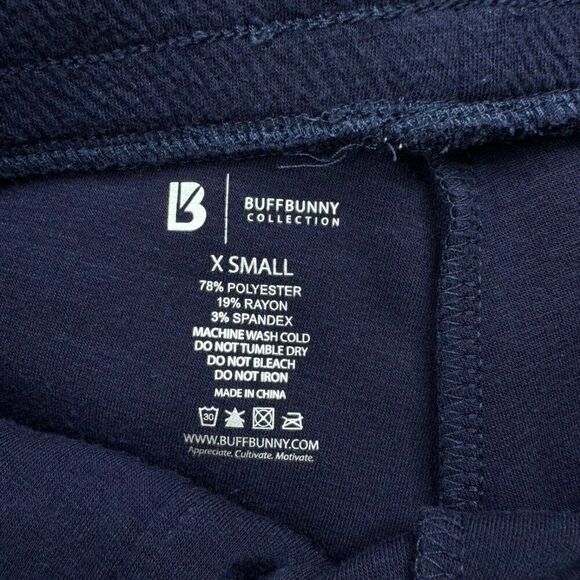 BUFFBUNNY
COLLECTION
X SMALL
78% POLYESTER
19% RAYON
3% SPANDEX
MACHINE WASH COLD
DO NOT TUMBLE DRY
DO NOT BLEACH
DO NOT IRON
MADE IN CHINA
30
WWW.BUFFBUNNY.COM
Appreciate. Cultivate. Motivate.